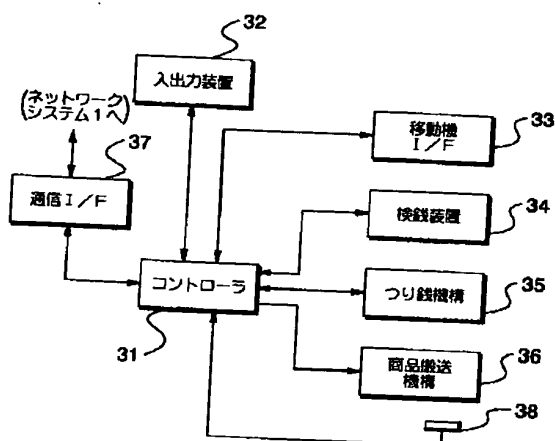 32
入出力装置
(ネットワーク
システム1へ)
37
通信I/F
移動機
I/F
33
検銭装置
34
コントローラ
31
つり銭機構
35
商品搬送
機構
36
38